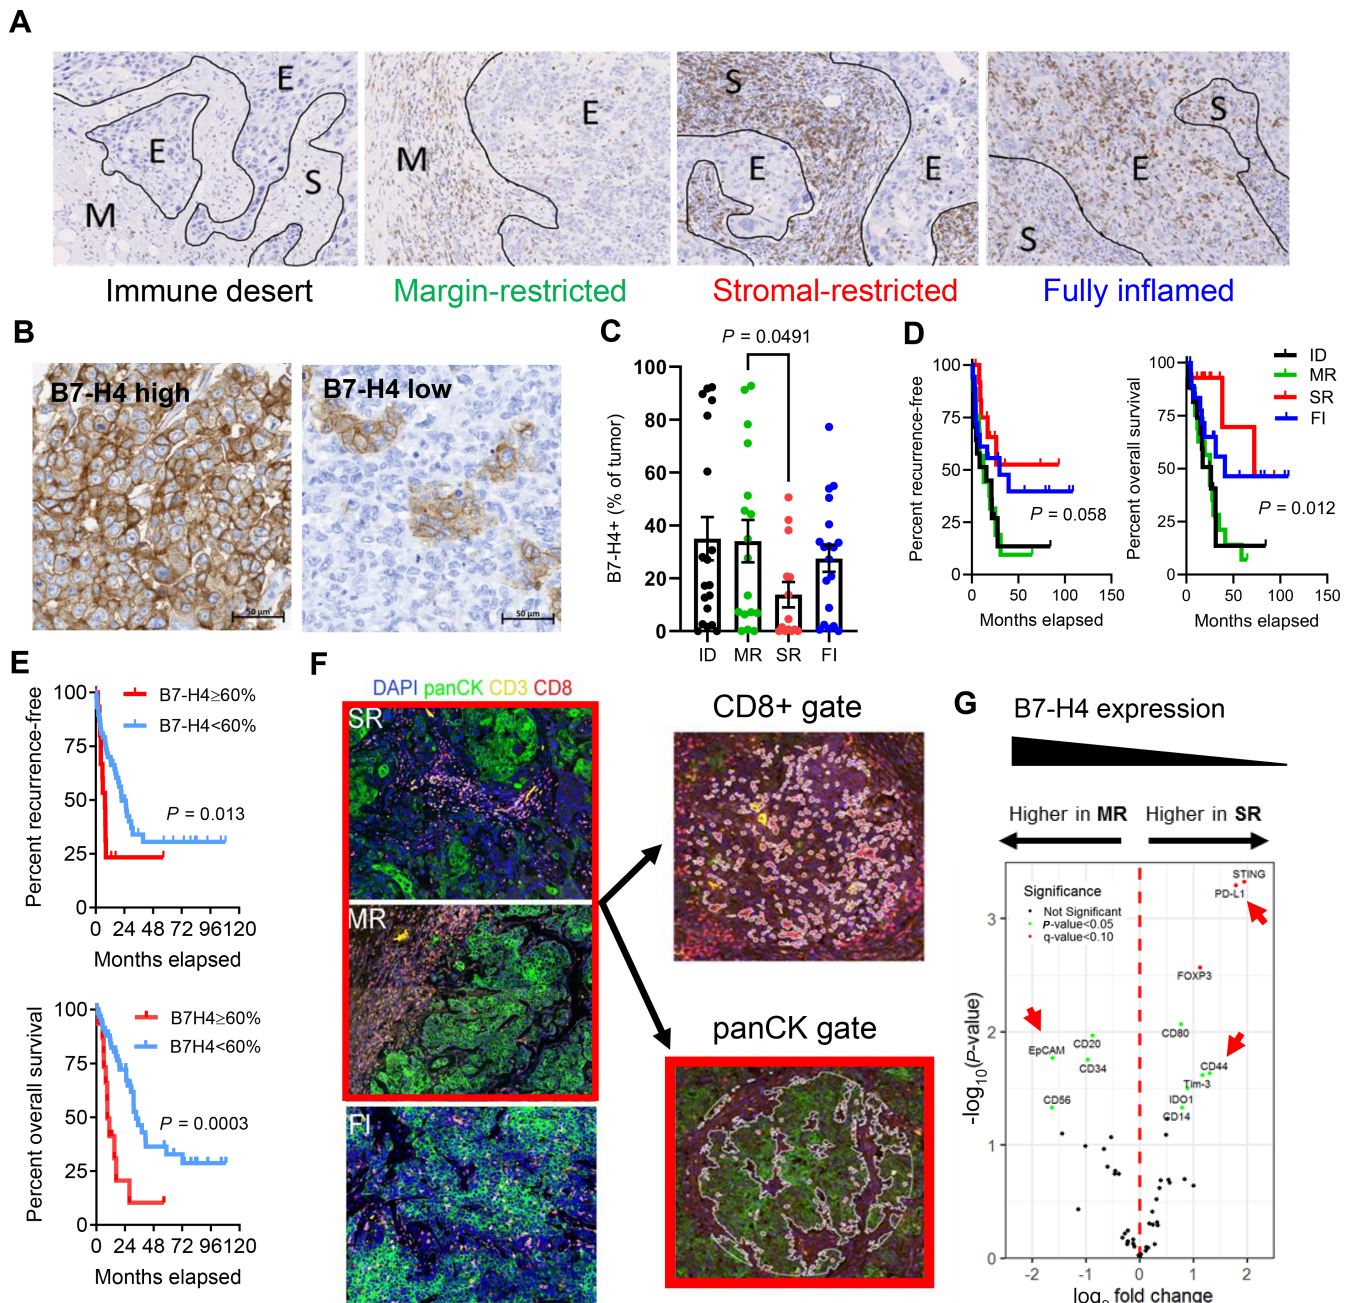 A
E
E
S
M
M
E
S
E
E
S
E
S
Immune desert
Margin-restricted
Stromal-restricted
Fully inflamed
B
B7-H4 high
50 µm
B7-H4 low
50 µm
C
P = 0.0491
B7-H4+ (% of tumor)
100
80
60
40
20
0
ID
MR
SR
FI
D
Percent recurrence-free
100
75
50
25
0
P = 0.058
0
50
100
150
Months elapsed
Percent overall survival
100
75
50
25
0
P = 0.012
0
50
100
150
Months elapsed
ID
MR
SR
FI
E
Percent recurrence-free
100
75
50
25
0
B7-H4≥60%
B7-H4<60%
P = 0.013
0 24 48 72 96 120
Months elapsed
Percent overall survival
100
75
50
25
0
B7H4≥60%
B7H4<60%
P = 0.0003
0 24 48 72 96 120
Months elapsed
F
DAPI panCK CD3 CD8
SR
MR
FI
CD8+ gate
panCK gate
G
B7-H4 expression
Higher in MR
Higher in SR
Significance
Not Significant
P-value<0.05
q-value<0.10
STING
PD-L1
FOXP3
CD80
CD20
EpCAM
CD34
CD44
Tim-3
CD56
IDO1
CD14
-log10(P-value)
3
2
1
0
-2
-1
0
1
2
fold change